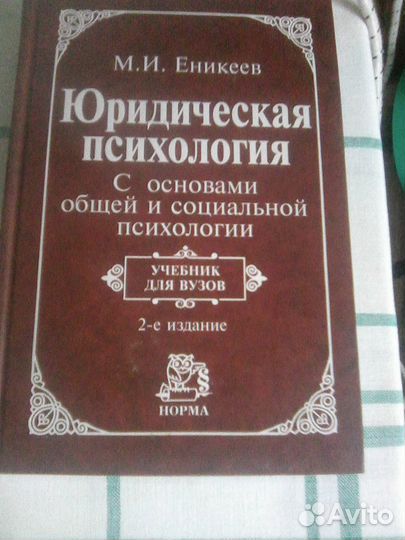 М.И. Еникеев
Юридическая
психология
С основами
общей и социальной
психологии
УЧЕБНИК
ДЛЯ ВУЗОВ
2-е издание
НОРМА
Avito